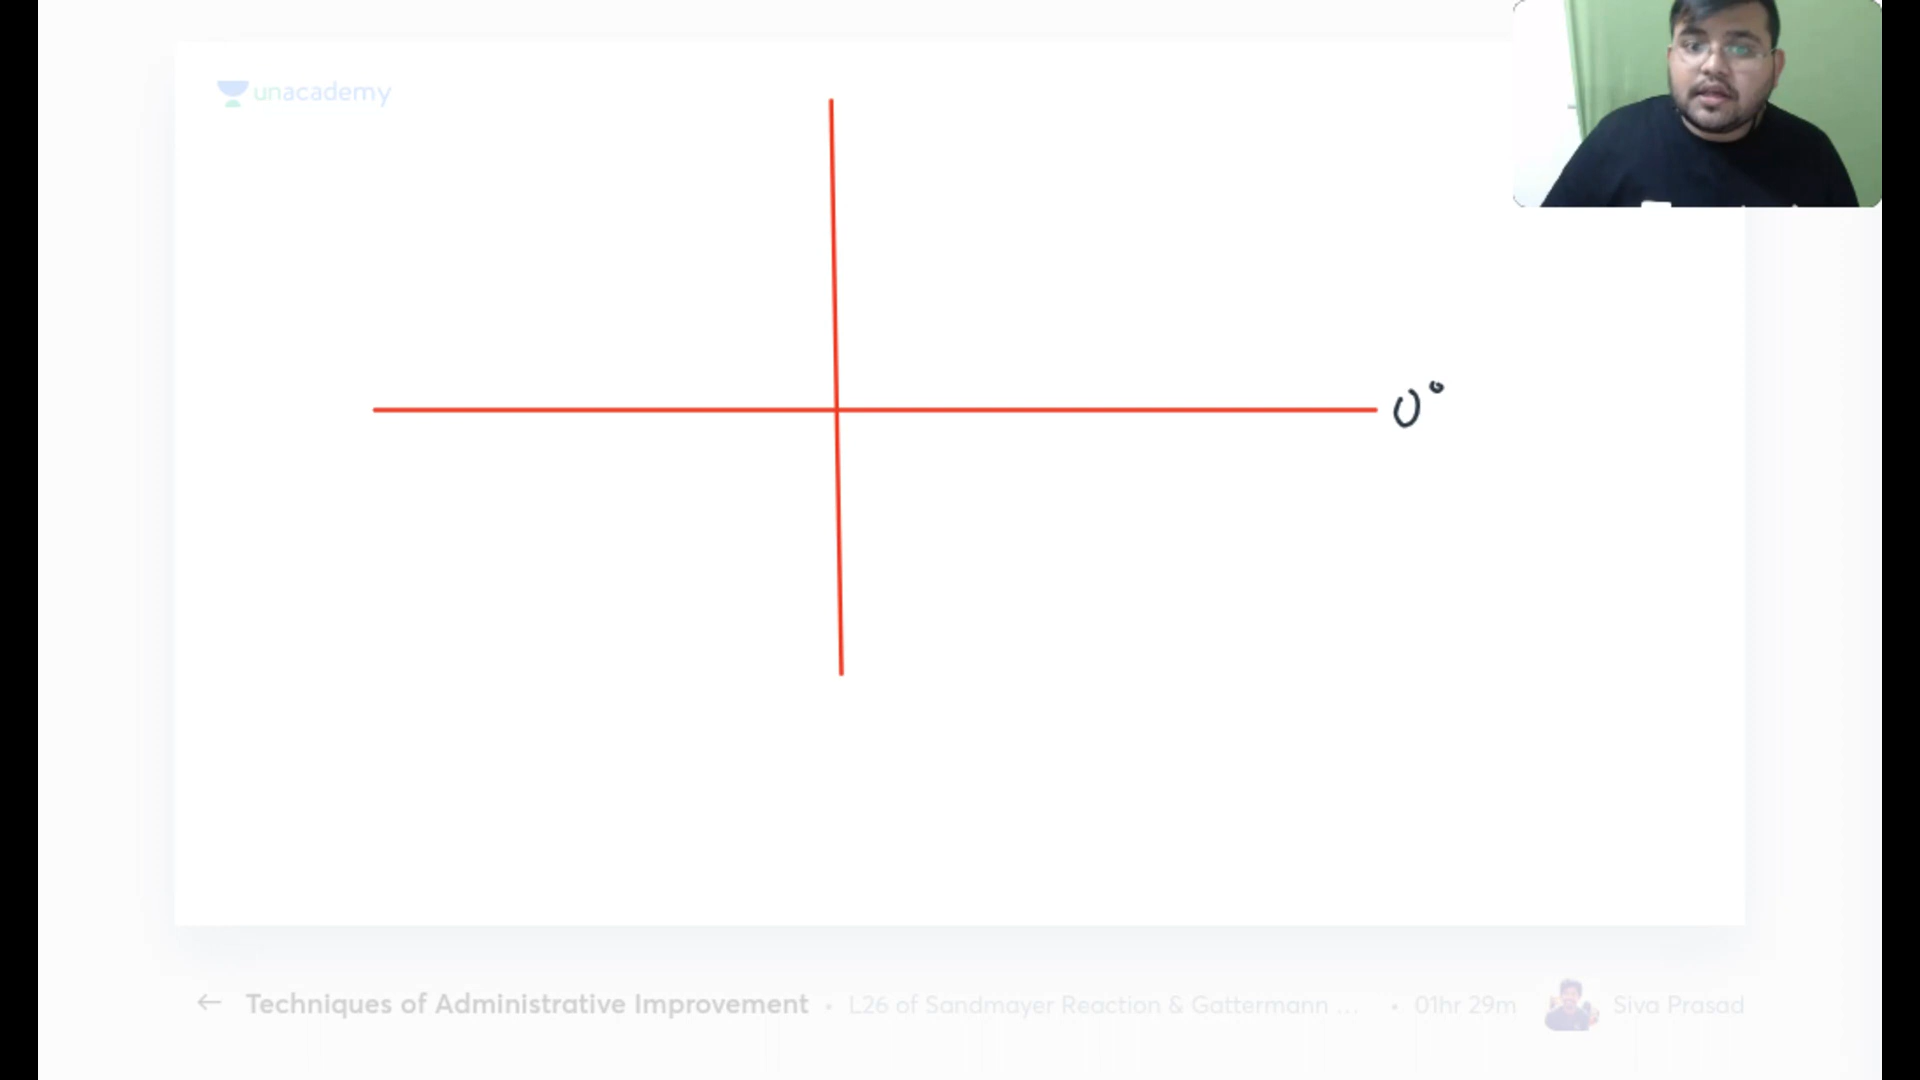 unacademy
0°
Techniques of Administrative Improvement • L26 of Sandmayer Reaction & Gattermann ... • 01hr 29m Siva Prasad